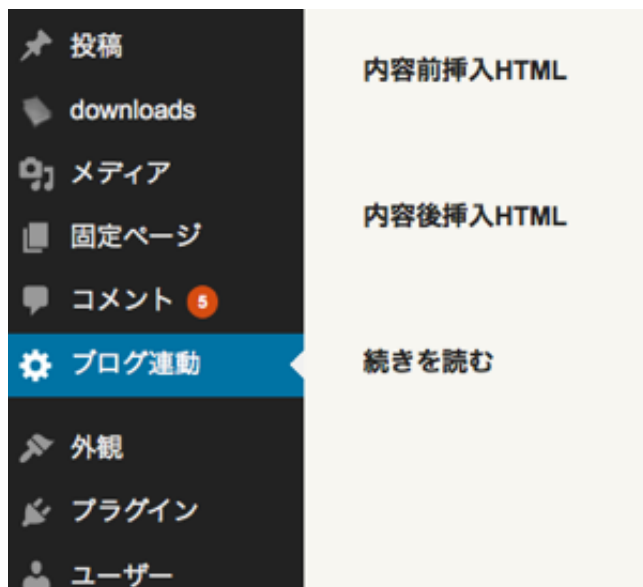 投稿
downloads
メディア
固定ページ
コメント 5
ブログ連動
外観
プラグイン
ユーザー
内容前挿入HTML
内容後挿入HTML
続きを読む